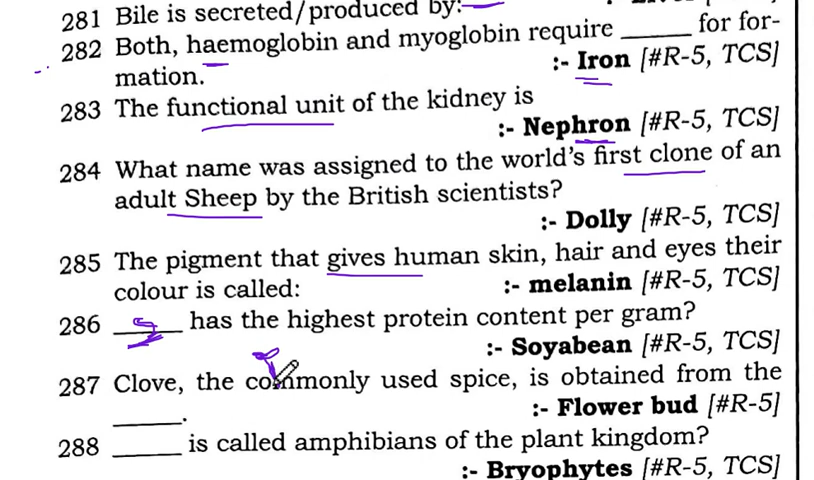 281 Bile is secreted/produced by:
282 Both, haemoglobin and myoglobin require _____ for for-
mation. :- Iron [#R-5, TCS]
283 The functional unit of the kidney is
:- Nephron [#R-5, TCS]
284 What name was assigned to the world's first clone of an
adult Sheep by the British scientists?
:- Dolly [#R-5, TCS]
285 The pigment that gives human skin, hair and eyes their
colour is called: :- melanin [#R-5, TCS]
286 _____ has the highest protein content per gram?
:- Soyabean [#R-5, TCS]
287 Clove, the commonly used spice, is obtained from the
_____. :- Flower bud [#R-5]
288 _____ is called amphibians of the plant kingdom?
:- Bryophytes [#R-5, TCS]